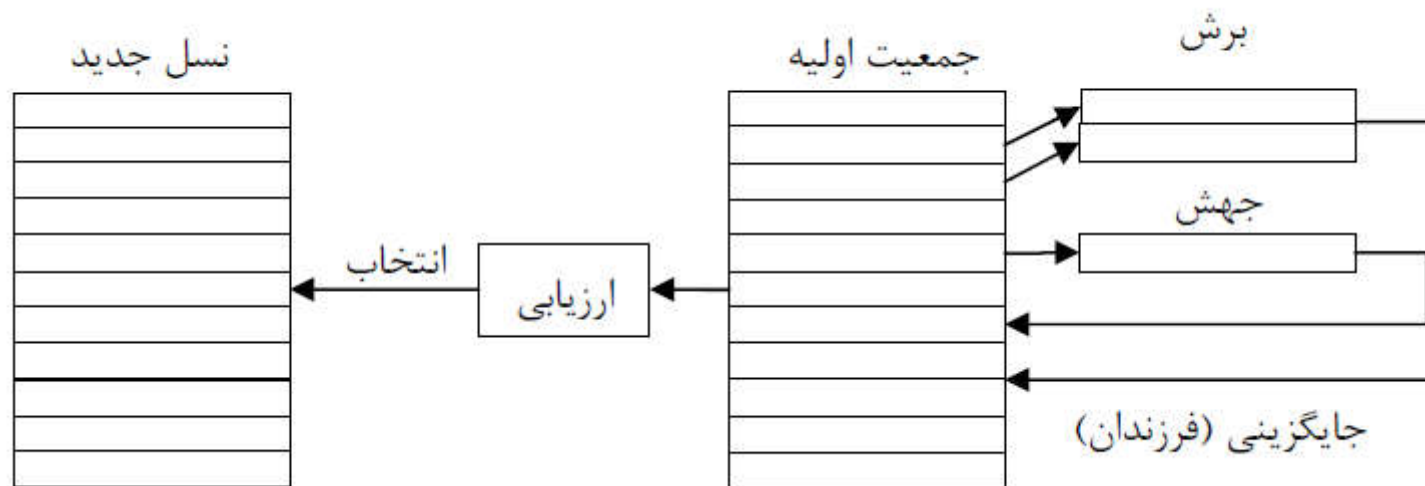 برش
جمعیت اولیه
نسل جدید
جهش
انتخاب
ارزیابی
جایگزینی (فرزندان)